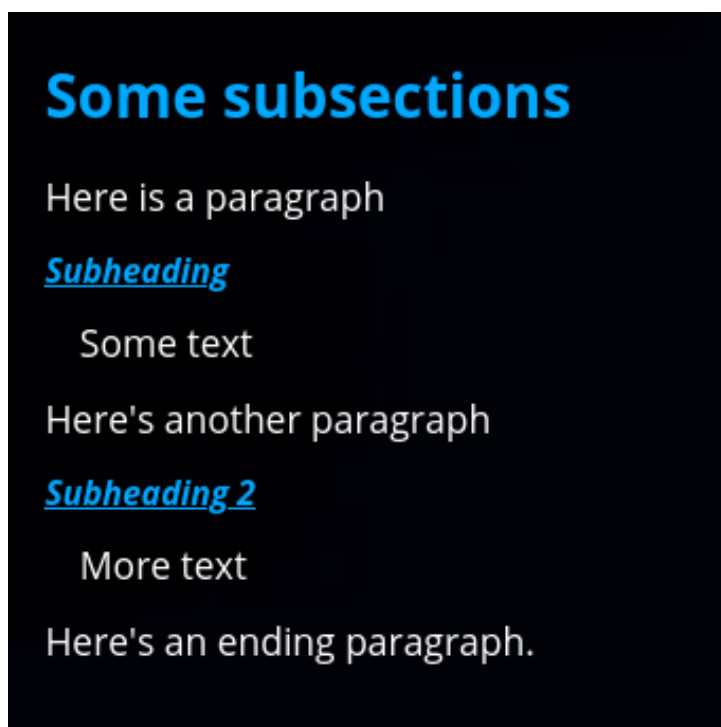 Some subsections
Here is a paragraph
Subheading
Some text
Here's another paragraph
Subheading 2
More text
Here's an ending paragraph.